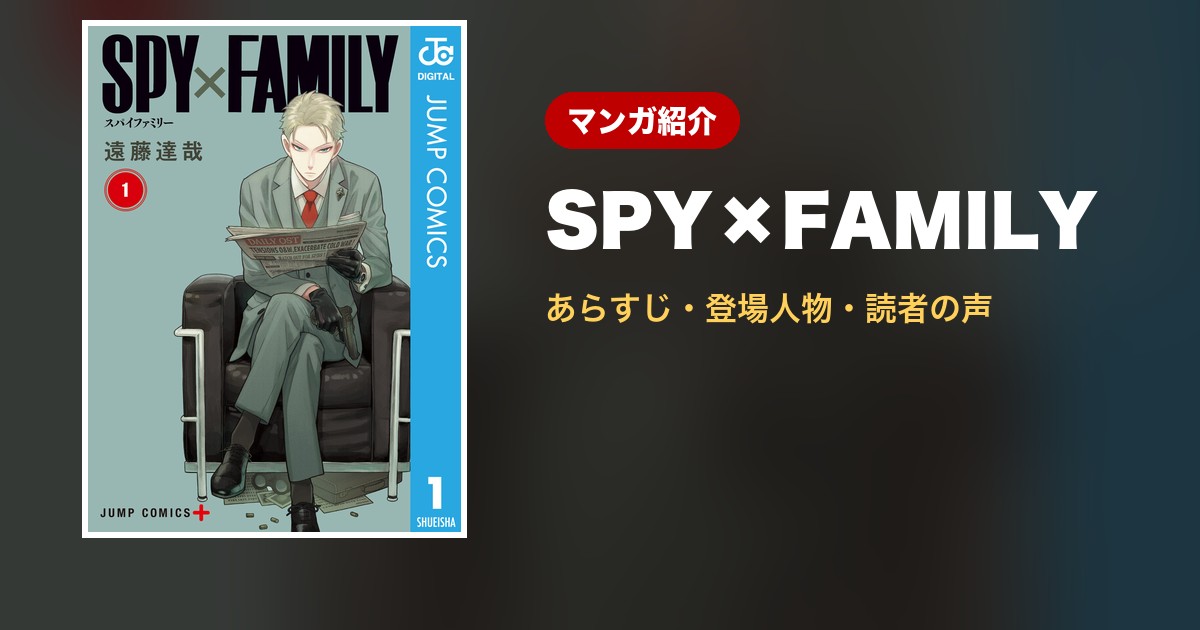 SPY×FAMILY
スパイファミリー
遠藤達哉
1
DAILY OST
JUMP COMICS+
DIGITAL
JUMP COMICS
1
SHUEISHA
マンガ紹介
SPY×FAMILY
あらすじ・登場人物・読者の声